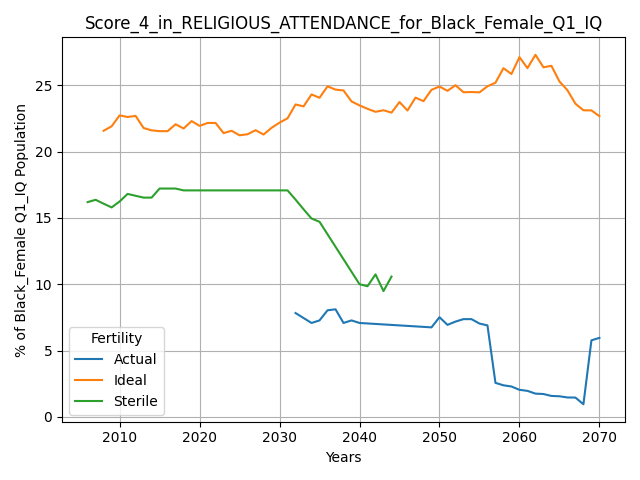 Score_4_in_RELIGIOUS_ATTENDANCE_for_Black_Female_Q1_IQ
% of Black_Female Q1_IQ Population
25
20
15
10
5
0
Fertility
Actual
Ideal
Sterile
2010 2020 2030 2040 2050 2060 2070
Years